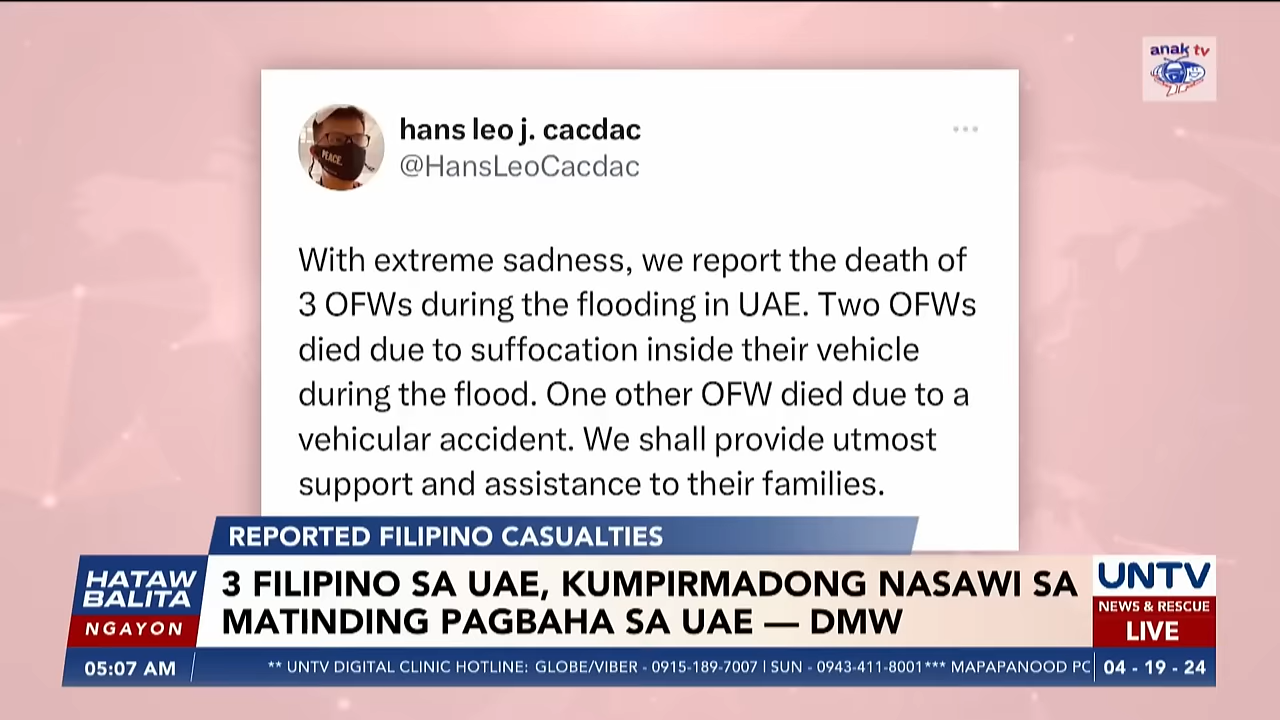 anak tv
hans leo j. cacdac
@HansLeoCacdac
PEACE.
With extreme sadness, we report the death of
3 OFWs during the flooding in UAE. Two OFWs
died due to suffocation inside their vehicle
during the flood. One other OFW died due to a
vehicular accident. We shall provide utmost
support and assistance to their families.
REPORTED FILIPINO CASUALTIES
HATAW
BALITA
NGAYON
3 FILIPINO SA UAE, KUMPIRMADONG NASAWI SA
MATINDING PAGBAHA SA UAE — DMW
UNTV
NEWS & RESCUE
LIVE
05:07 AM
** UNTV DIGITAL CLINIC HOTLINE: GLOBE/VIBER - 0915-189-7007 | SUN - 0943-411-8001*** MAPAPANOOD PC
04 - 19 - 24